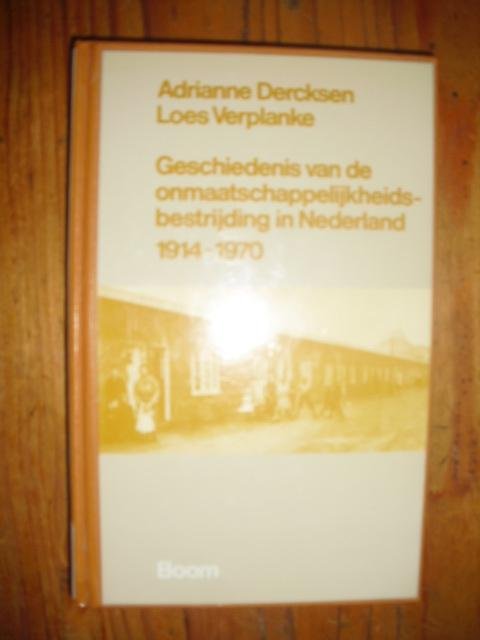 Adrianne Dercksen
Loes Verplanke
Geschiedenis van de
onmaatschappelijkheids-
bestrijding in Nederland
1914-1970
Boom